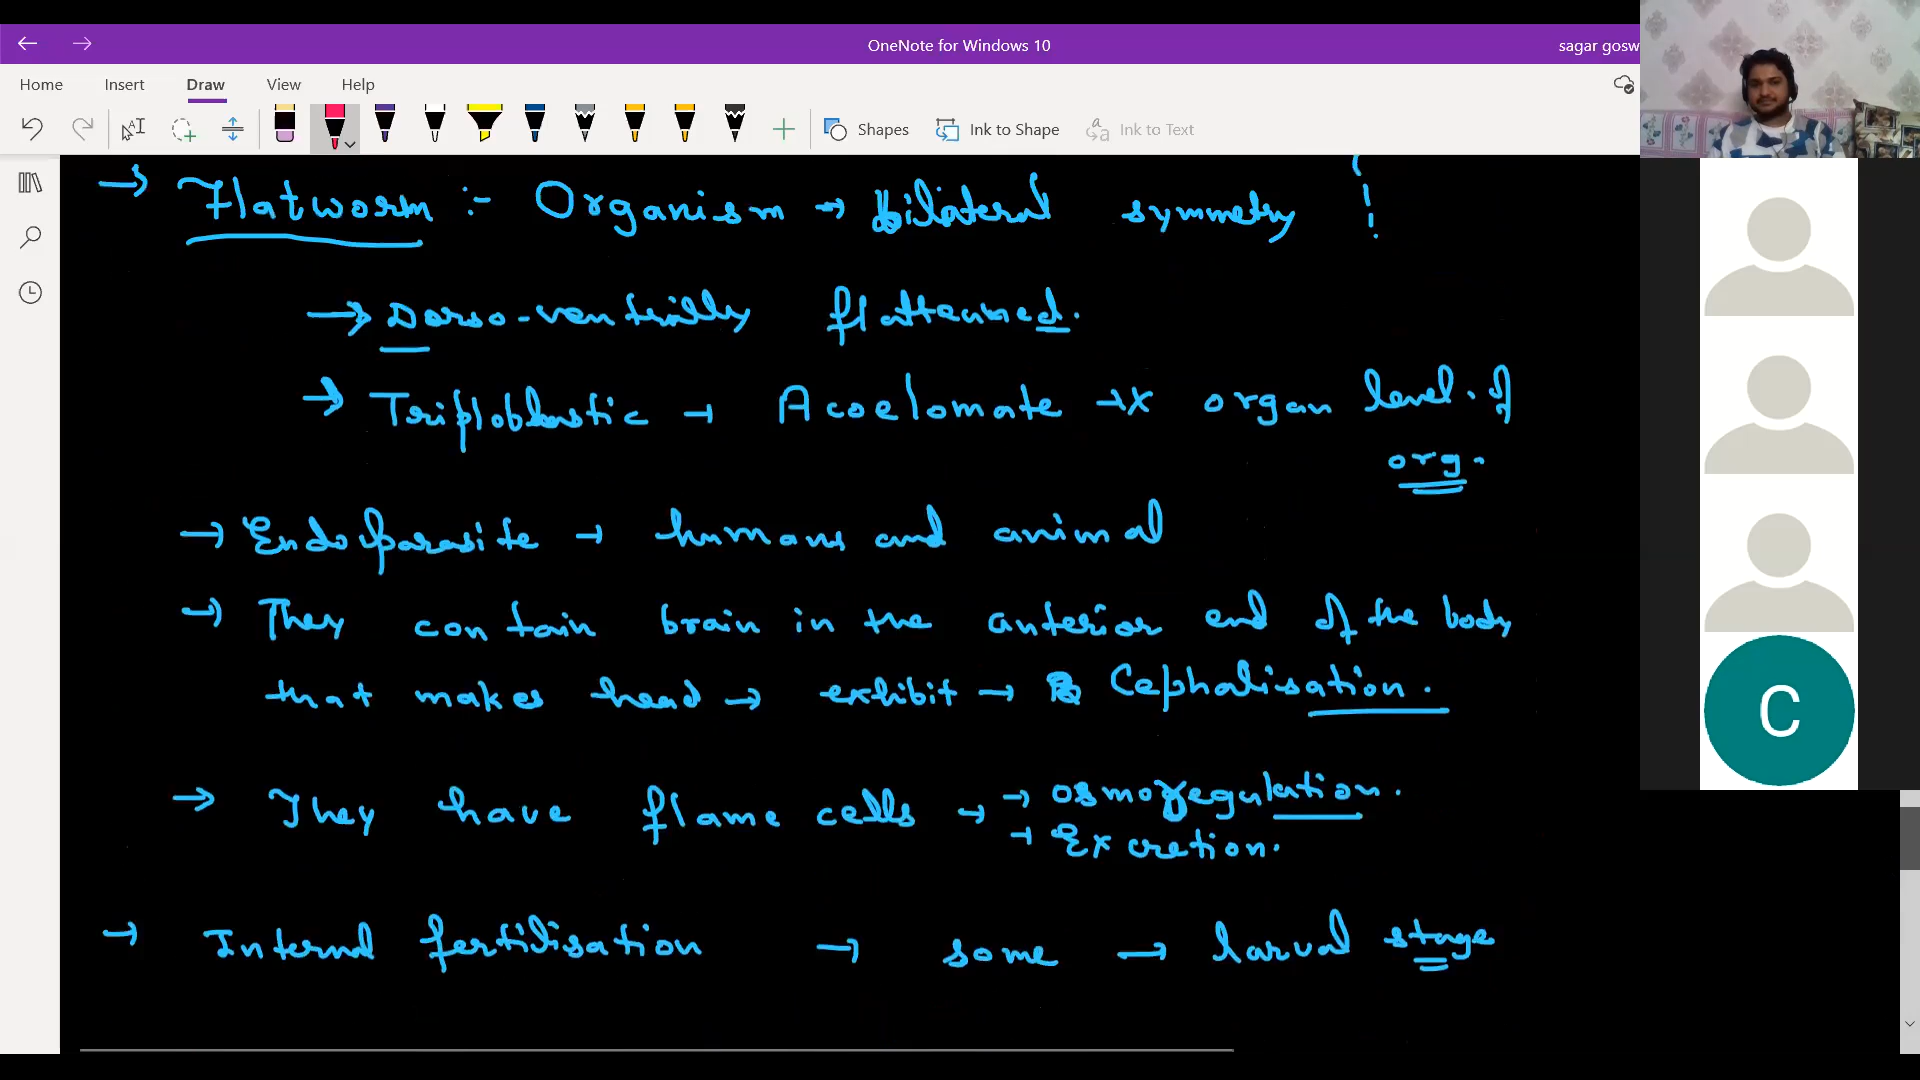 OneNote for Windows 10
sagar gosw
Home Insert Draw View Help
Shapes Ink to Shape Ink to Text
→ Flatworm :- Organism → bilateral symmetry
→ Dorso-ventrally flattened.
→ Triploblastic → Acoelomate → organ level of
org.
→ Endoparasite → humans and animal
→ They contain brain in the anterior end of the body
that makes head → exhibit → Cephalisation.
→ They have flame cells → → osmoregulation.
→ Excretion.
→ Internal fertilisation → some → larval stage
C